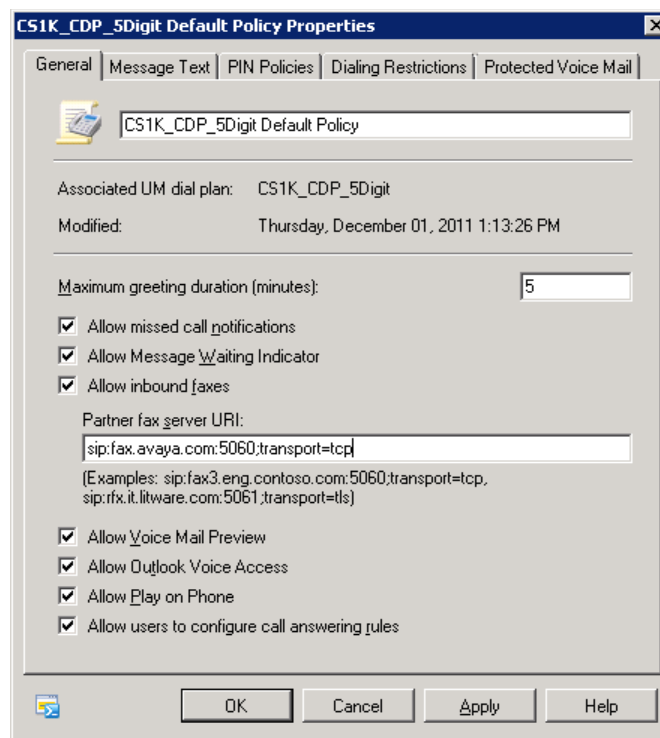 CS1K_CDP_5Digit Default Policy Properties
General Message Text PIN Policies Dialing Restrictions Protected Voice Mail
CS1K_CDP_5Digit Default Policy
Associated UM dial plan: CS1K_CDP_5Digit
Modified: Thursday, December 01, 2011 1:13:26 PM
Maximum greeting duration (minutes): 5
Allow missed call notifications
Allow Message Waiting Indicator
Allow inbound faxes
Partner fax server URI:
sip:fax.avaya.com:5060;transport=tcp
(Examples: sip:fax3.eng.contoso.com:5060;transport=tcp,
sip:rfx.it.litware.com:5061;transport=tls)
Allow Voice Mail Preview
Allow Outlook Voice Access
Allow Play on Phone
Allow users to configure call answering rules
OK Cancel Apply Help